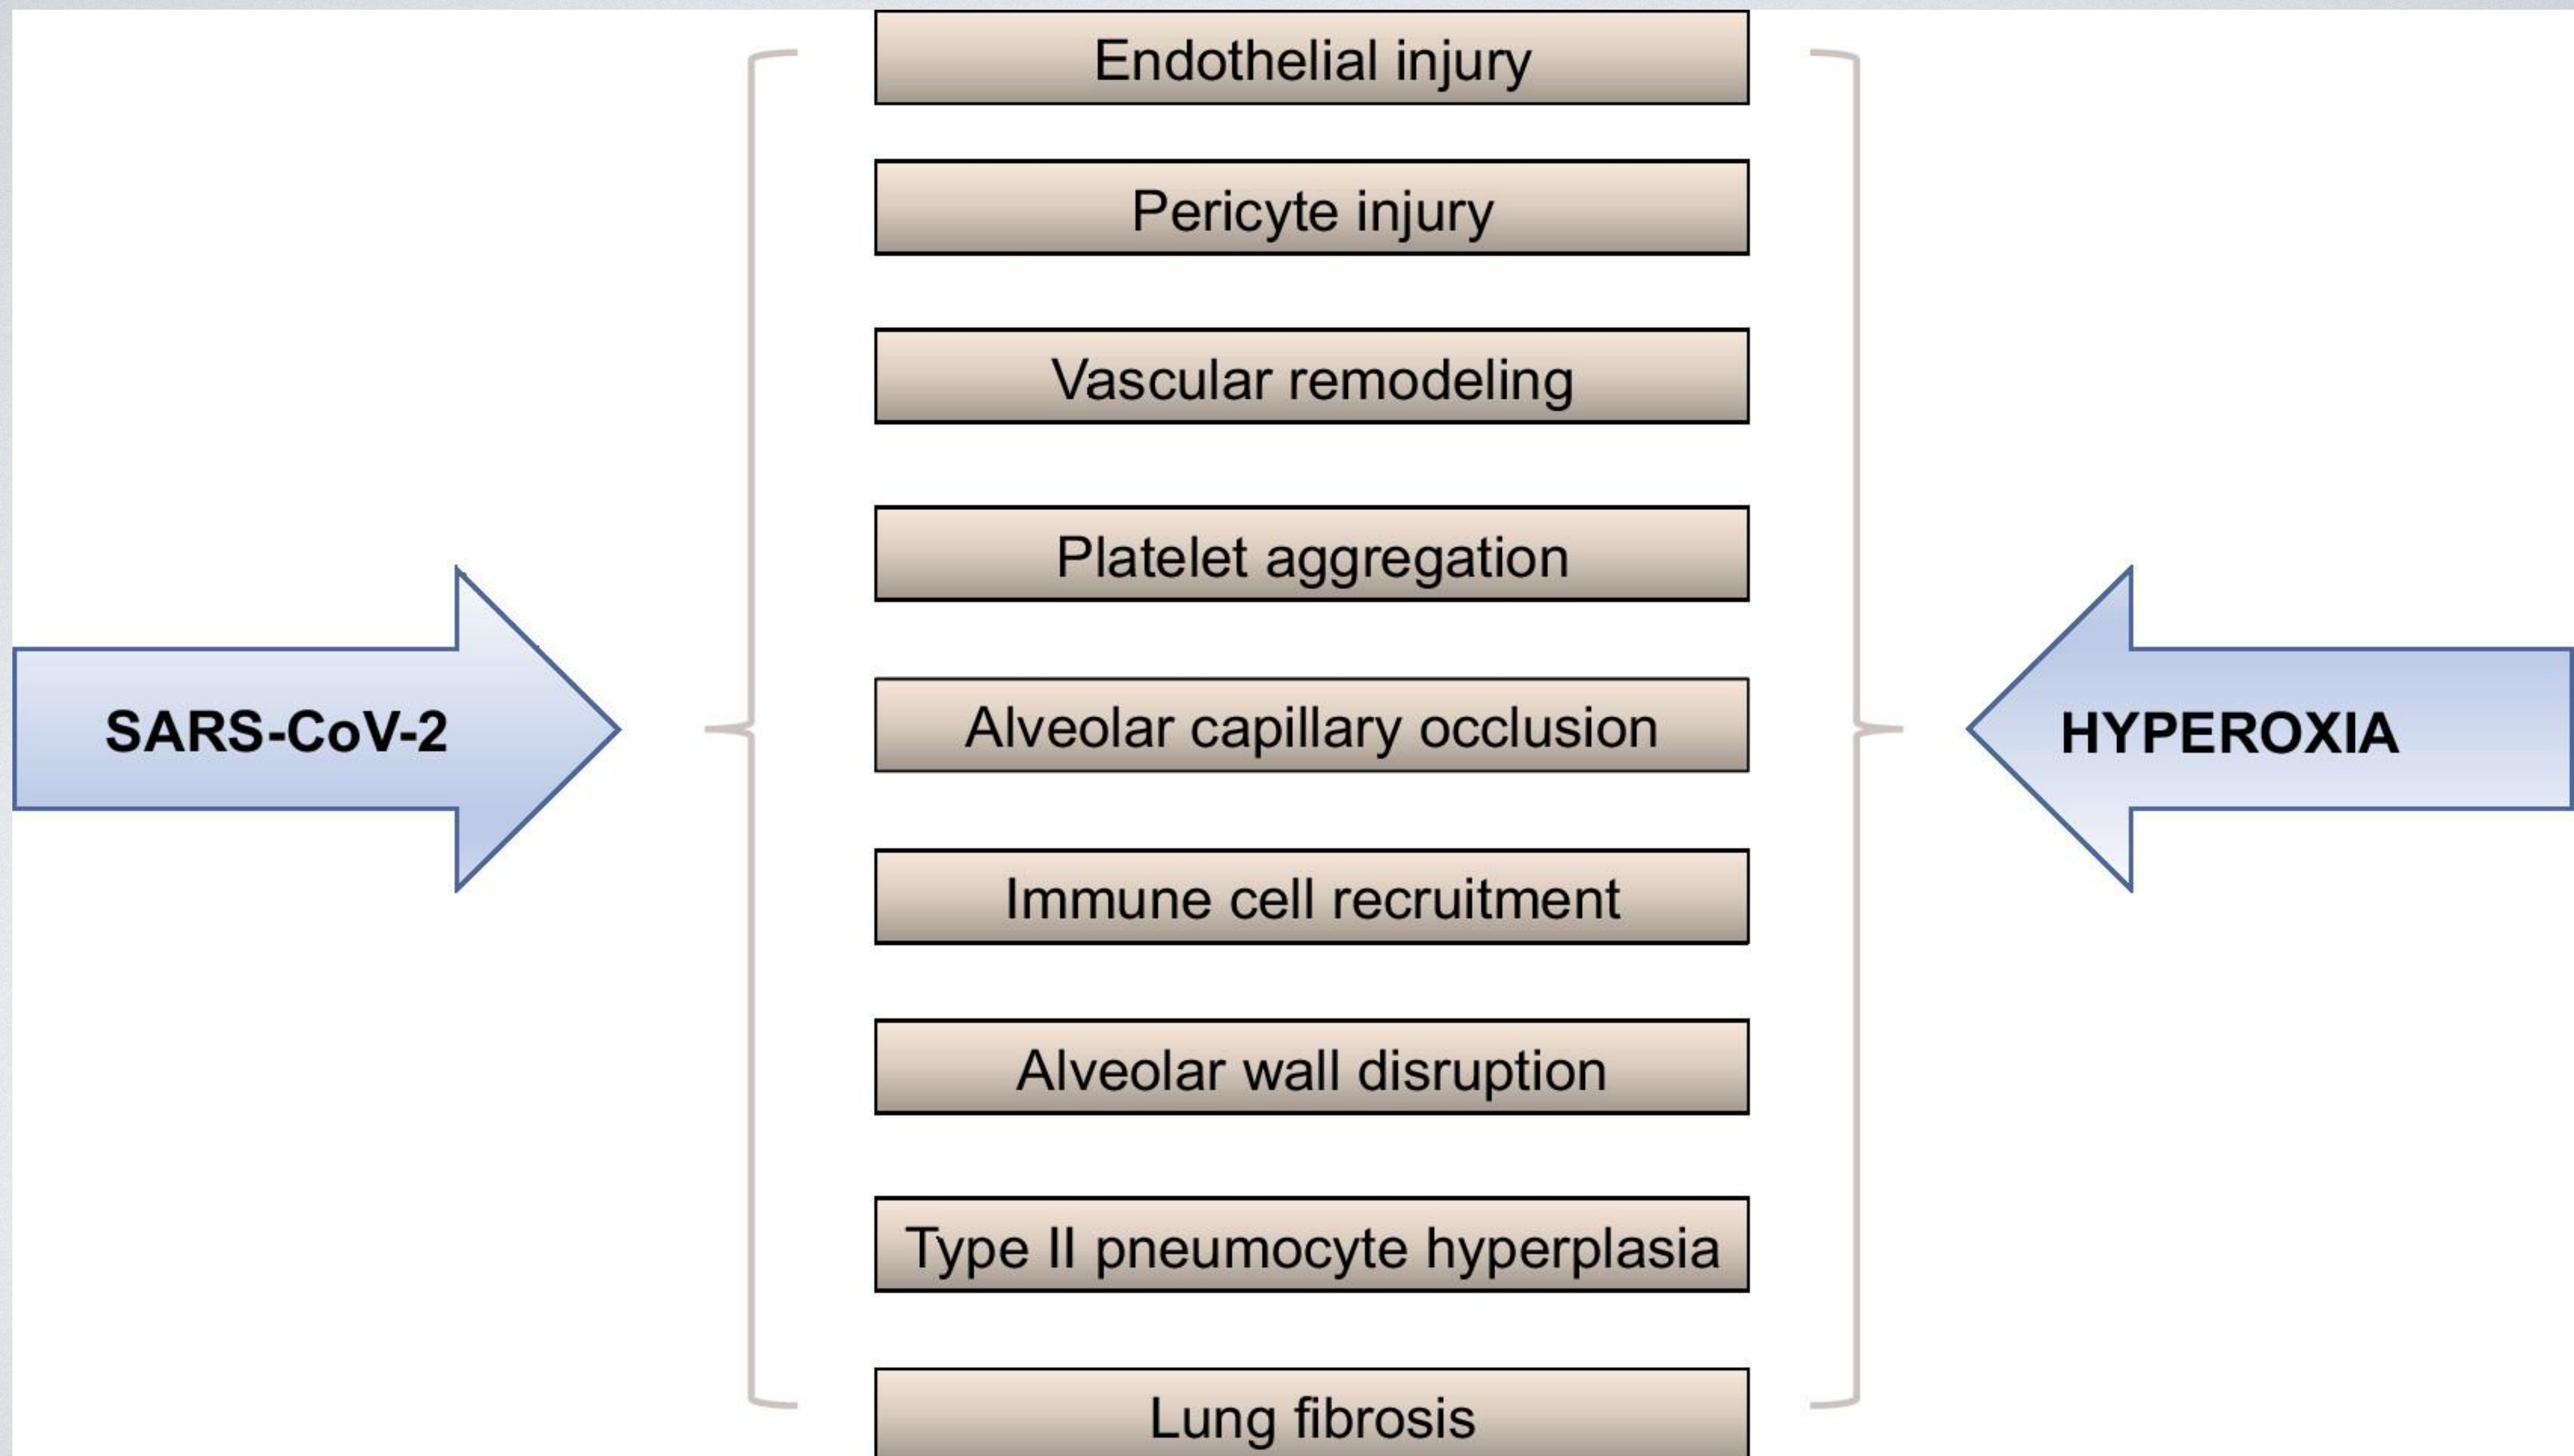 Endothelial injury
Pericyte injury
Vascular remodeling
Platelet aggregation
SARS-CoV-2
Alveolar capillary occlusion
HYPEROXIA
Immune cell recruitment
Alveolar wall disruption
Type II pneumocyte hyperplasia
Lung fibrosis